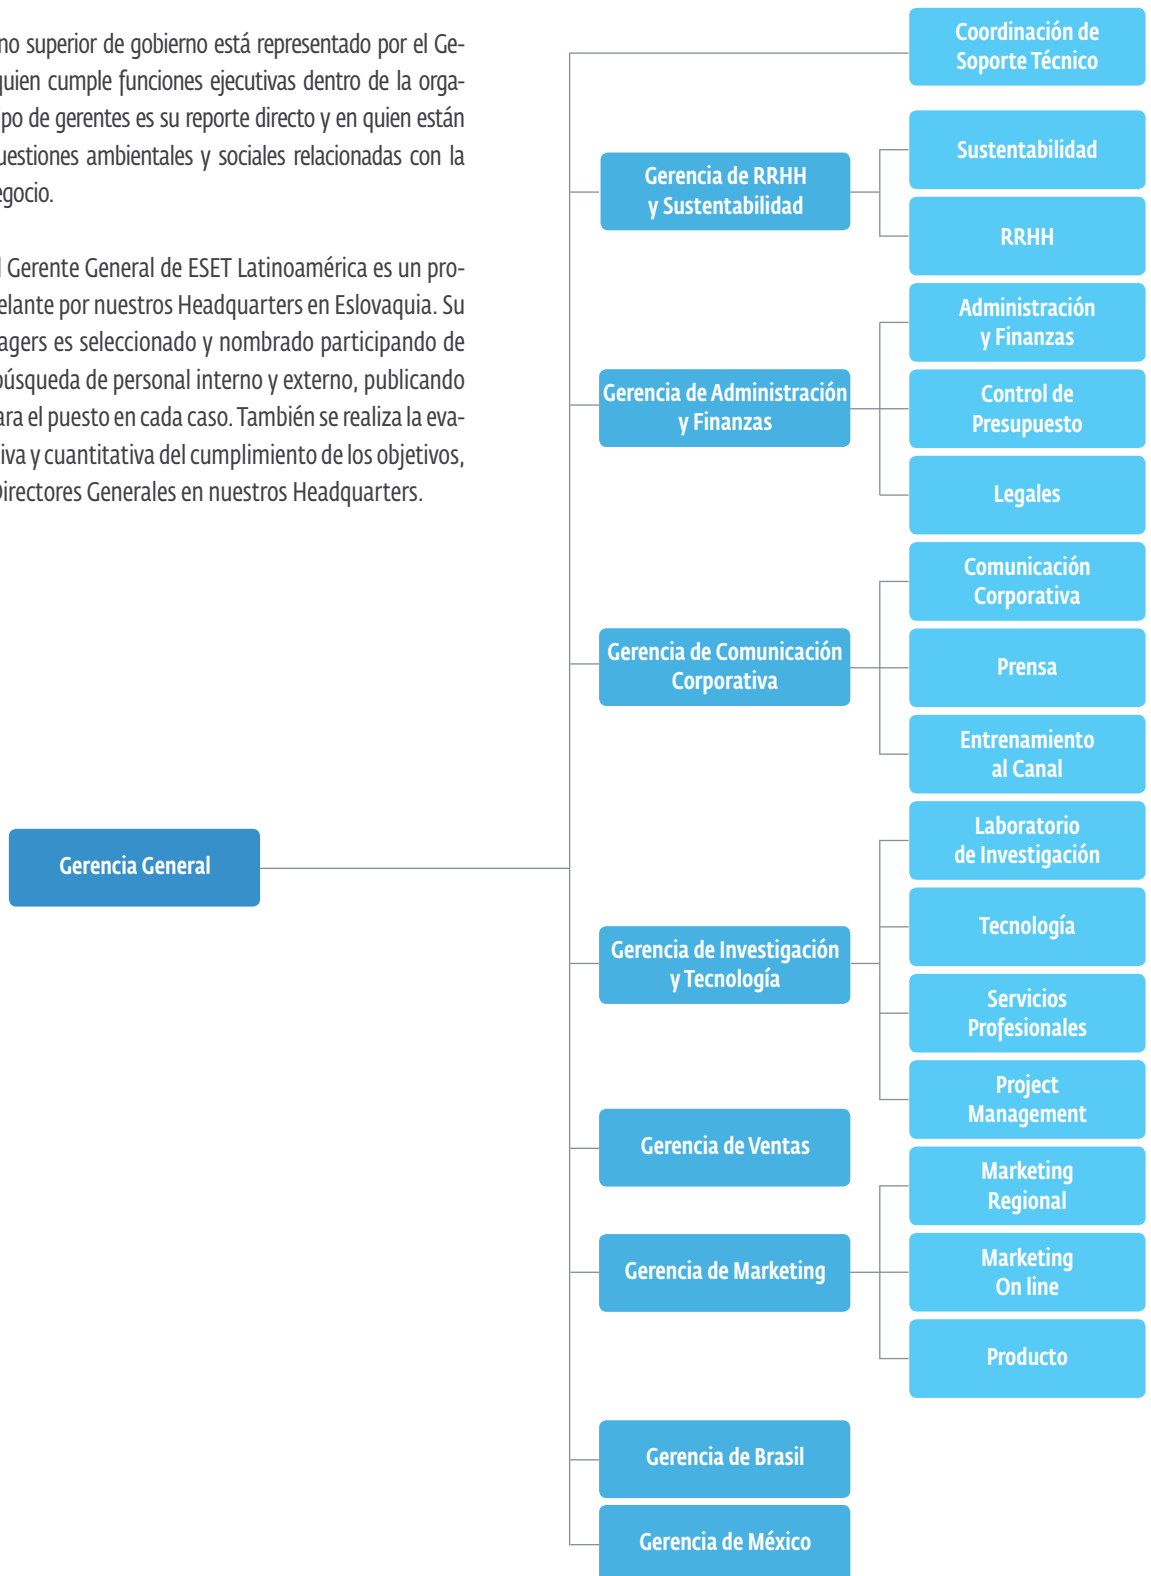 no superior de gobierno está representado por el Ge-
quien cumple funciones ejecutivas dentro de la orga-
po de gerentes es su reporte directo y en quien están
uestiones ambientales y sociales relacionadas con la
egocio.
l Gerente General de ESET Latinoamérica es un pro-
elante por nuestros Headquarters en Eslovaquia. Su
agers es seleccionado y nombrado participando de
búsqueda de personal interno y externo, publicando
ara el puesto en cada caso. También se realiza la eva-
iva y cuantitativa del cumplimiento de los objetivos,
Directores Generales en nuestros Headquarters.
Gerencia General
Coordinación de
Soporte Técnico
Gerencia de RRHH
y Sustentabilidad
Sustentabilidad
RRHH
Gerencia de Administración
y Finanzas
Administración
y Finanzas
Control de
Presupuesto
Legales
Gerencia de Comunicación
Corporativa
Comunicación
Corporativa
Prensa
Entrenamiento
al Canal
Gerencia de Investigación
y Tecnología
Laboratorio
de Investigación
Tecnología
Servicios
Profesionales
Project
Management
Gerencia de Ventas
Gerencia de Marketing
Marketing
Regional
Marketing
On line
Producto
Gerencia de Brasil
Gerencia de México